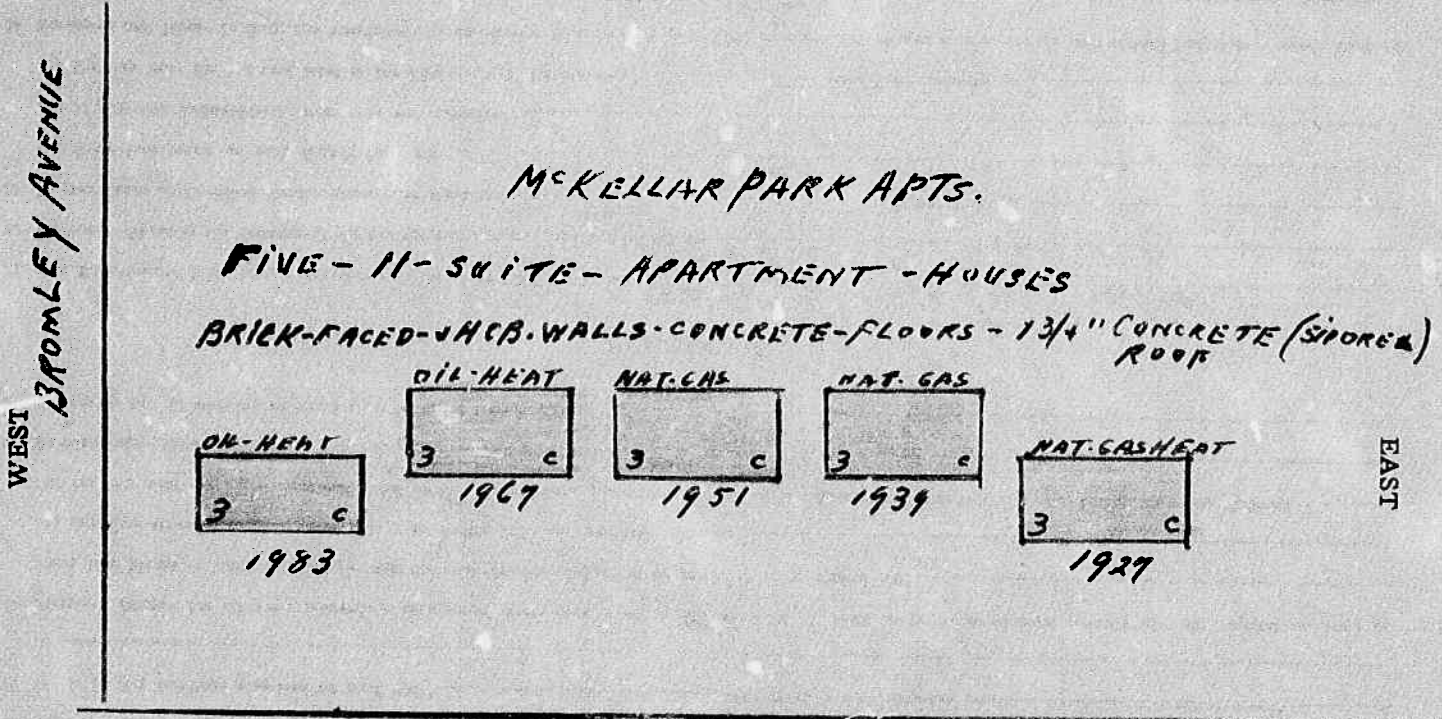 BROMLEY AVENUE
WEST
McKELLAR PARK APTS.
FIVE - 11 - SUITE - APARTMENT - HOUSES
BRICK-FACED- HCB. WALLS-CONCRETE-FLOORS - 1 3/4" CONCRETE (SIPOREX)
ROOF
OIL-HEAT NAT.GAS NAT. GAS
OIL-HEAT
3 C 3 C 3 C
NAT.GAS HEAT
EAST
1967 1951 1939
3 C
3 C
1983
1927